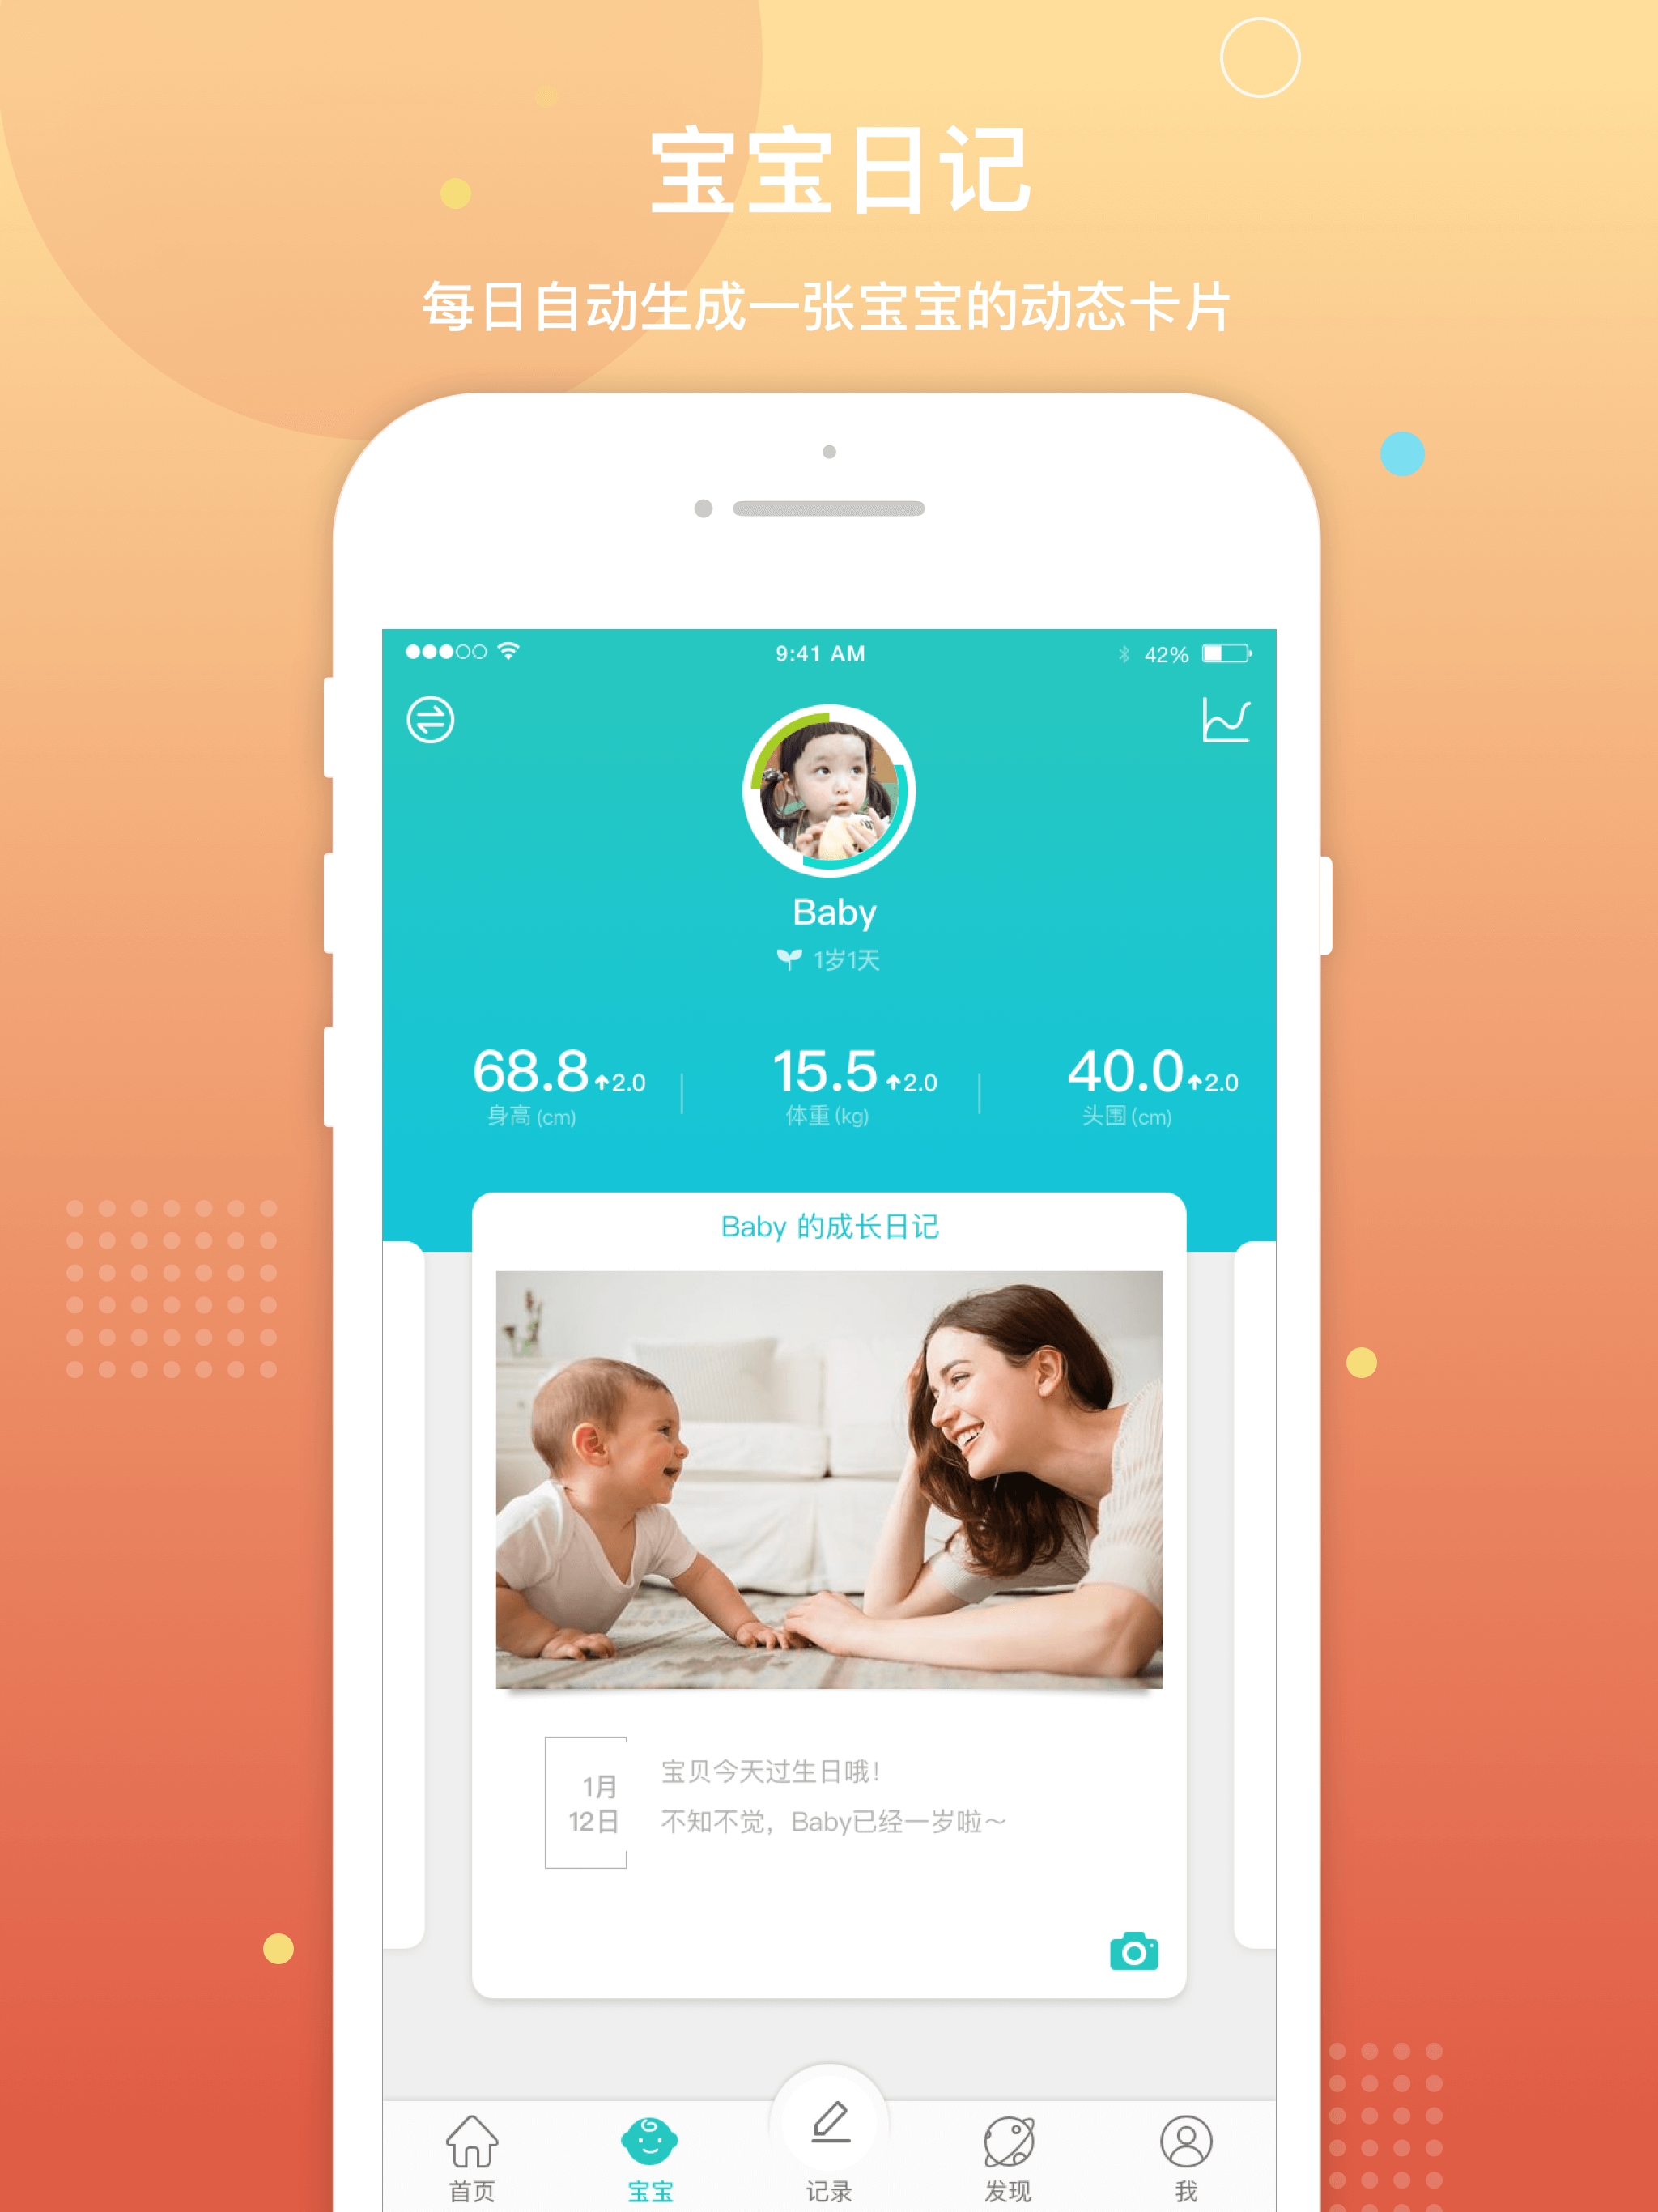 宝宝日记
每日自动生成一张宝宝的动态卡片
9:41 AM
42%
Baby
1岁1天
68.8 2.0
身高 (cm)
15.5 2.0
体重 (kg)
40.0 2.0
头围 (cm)
Baby 的成长日记
1月
12日
宝贝今天过生日哦！
不知不觉，Baby已经一岁啦～
首页
宝宝
记录
发现
我